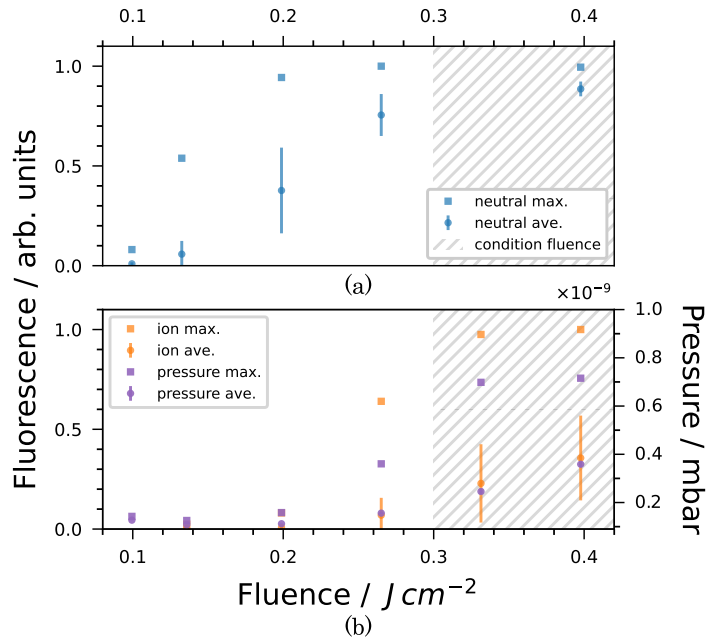 0.1 0.2 0.3 0.4
1.0
0.5
0.0
neutral max.
neutral ave.
condition fluence
(a)
Fluorescence / arb. units
×10⁻⁹
1.0
0.5
0.0
ion max.
ion ave.
pressure max.
pressure ave.
1.0
0.8
0.6
0.4
0.2
Pressure / mbar
0.1 0.2 0.3 0.4
Fluence / J cm⁻²
(b)